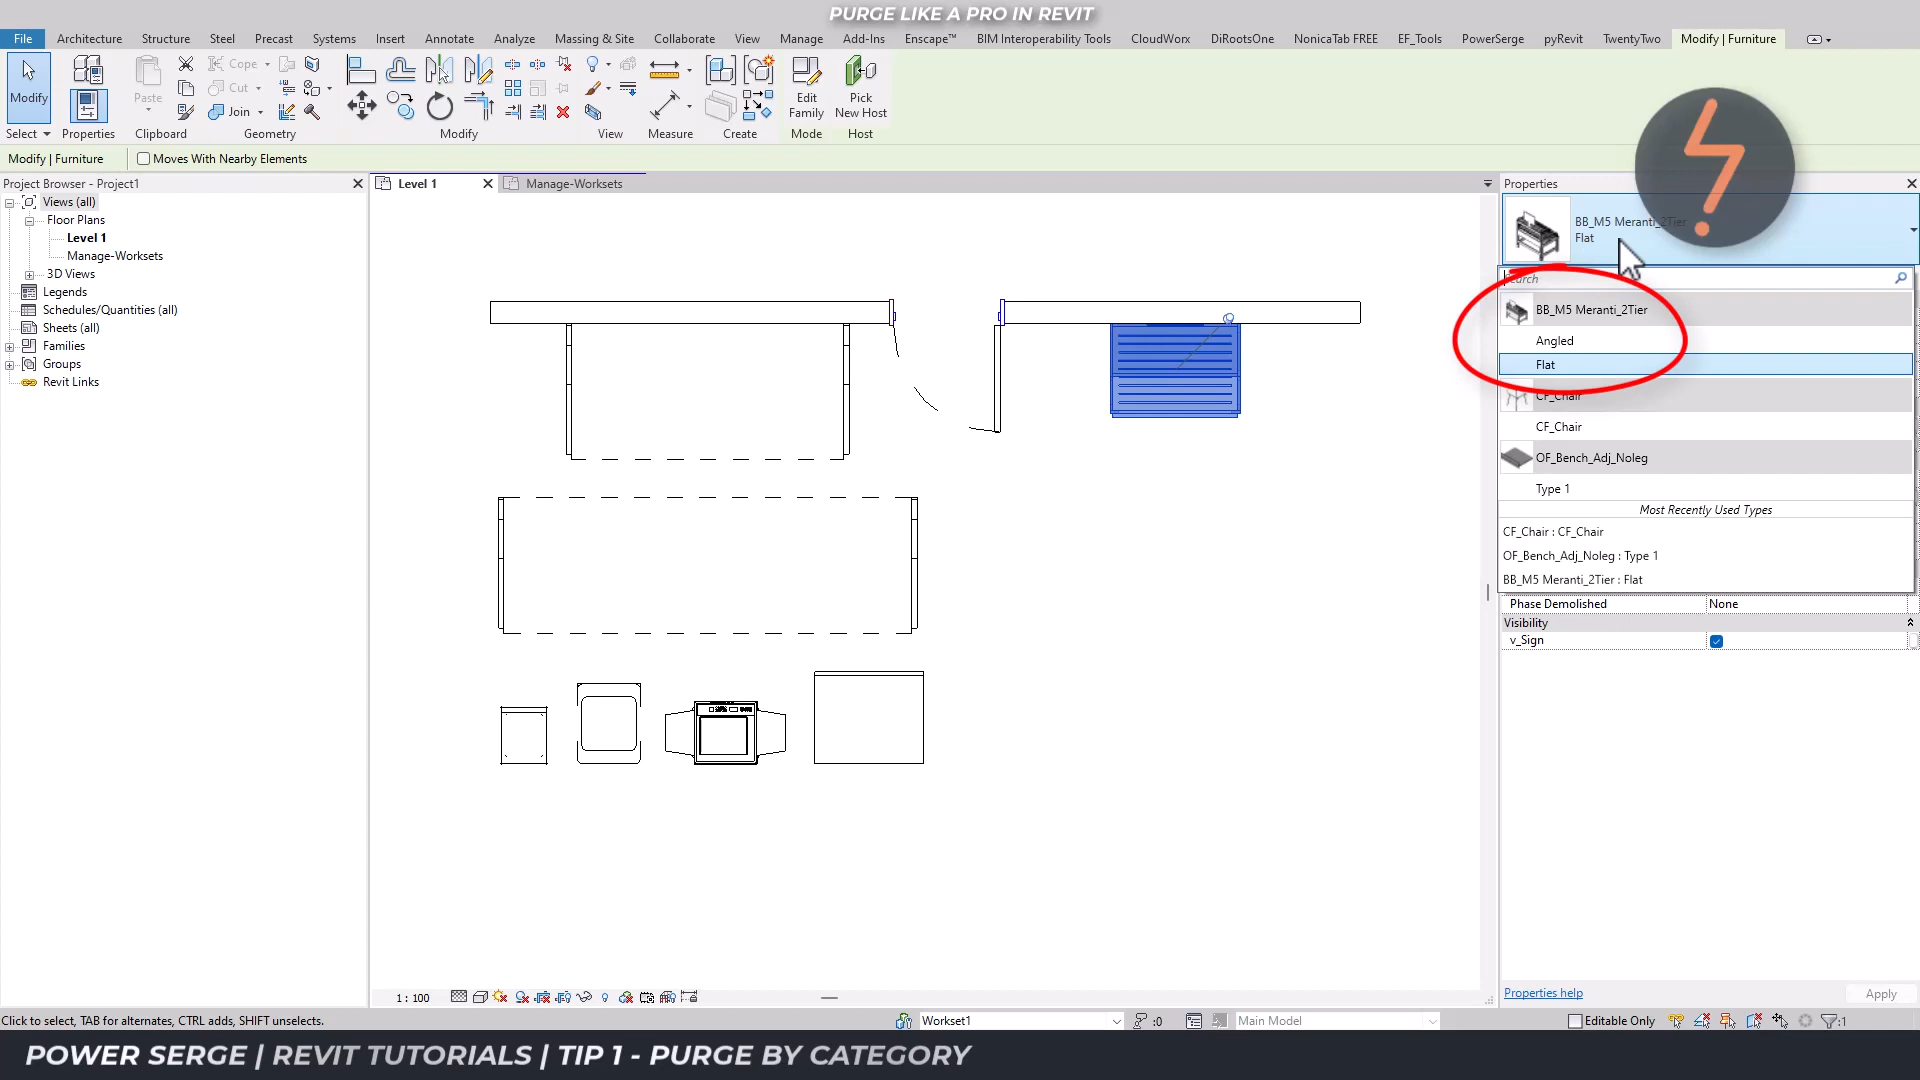 PURGE LIKE A PRO IN REVIT
File Architecture Structure Steel Precast Systems Insert Annotate Analyze Massing & Site Collaborate View Manage Add-Ins Enscape™ BIM Interoperability Tools CloudWorx DiRootsOne NonicaTab FREE EF_Tools PowerSerge pyRevit TwentyTwo Modify | Furniture
Cope
Cut
Join
Modify
Paste
Edit
Family
Pick
New Host
Select Properties Clipboard Geometry Modify View Measure Create Mode Host
Modify | Furniture Moves With Nearby Elements
Project Browser - Project1
Views (all)
Floor Plans
Level 1
Manage-Worksets
3D Views
Legends
Schedules/Quantities (all)
Sheets (all)
Families
Groups
Revit Links
Level 1 Manage-Worksets
Properties
BB_M5 Meranti_2Tier
Flat
Search
BB_M5 Meranti_2Tier
Angled
Flat
CF_Chair
CF_Chair
OF_Bench_Adj_Noleg
Type 1
Most Recently Used Types
CF_Chair : CF_Chair
OF_Bench_Adj_Noleg : Type 1
BB_M5 Meranti_2Tier : Flat
Phase Demolished None
Visibility
v_Sign
Properties help Apply
1 : 100
Click to select, TAB for alternates, CTRL adds, SHIFT unselects.
Workset1 :0 Main Model Editable Only :1
POWER SERGE | REVIT TUTORIALS | TIP 1 - PURGE BY CATEGORY